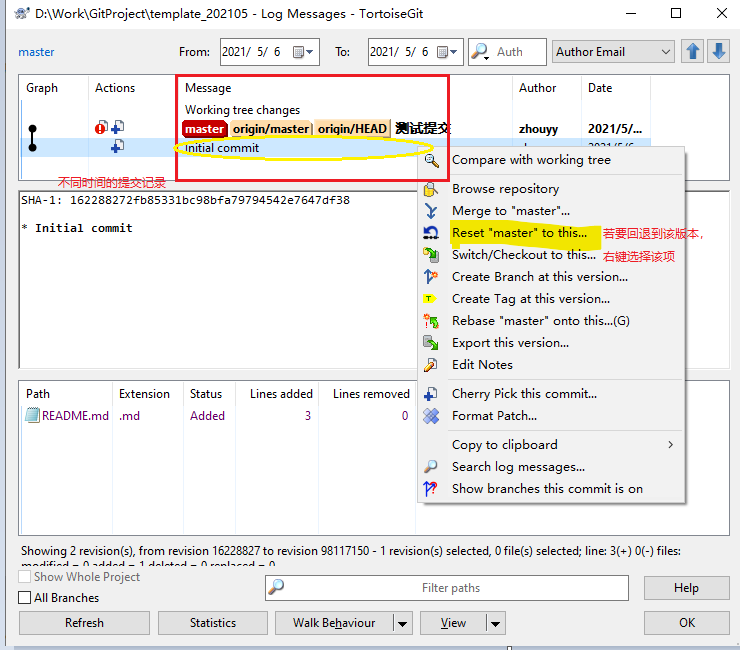 D:\Work\GitProject\template_202105 - Log Messages - TortoiseGit
master From: 2021/ 5/ 6 To: 2021/ 5/ 6 Auth Author Email
Graph Actions Message Author Date
Working tree changes
master origin/master origin/HEAD 测试提交 zhouyy 2021/5/...
Initial commit
不同时间的提交记录
SHA-1: 162288272fb85331bc98bfa79794542e7647df38
* Initial commit
Compare with working tree
Browse repository
Merge to "master"...
Reset "master" to this... 若要回退到该版本，
Switch/Checkout to this... 右键选择该项
Create Branch at this version...
Create Tag at this version...
Rebase "master" onto this...(G)
Export this version...
Edit Notes
Cherry Pick this commit...
Format Patch...
Copy to clipboard
Search log messages...
Show branches this commit is on
Path Extension Status Lines added Lines removed
README.md .md Added 3 0
Showing 2 revision(s), from revision 16228827 to revision 98117150 - 1 revision(s) selected, 0 file(s) selected; line: 3(+) 0(-) files:
modified = 0 added = 1 deleted = 0 replaced = 0
Show Whole Project
All Branches
Filter paths
Help
Refresh Statistics Walk Behaviour View OK